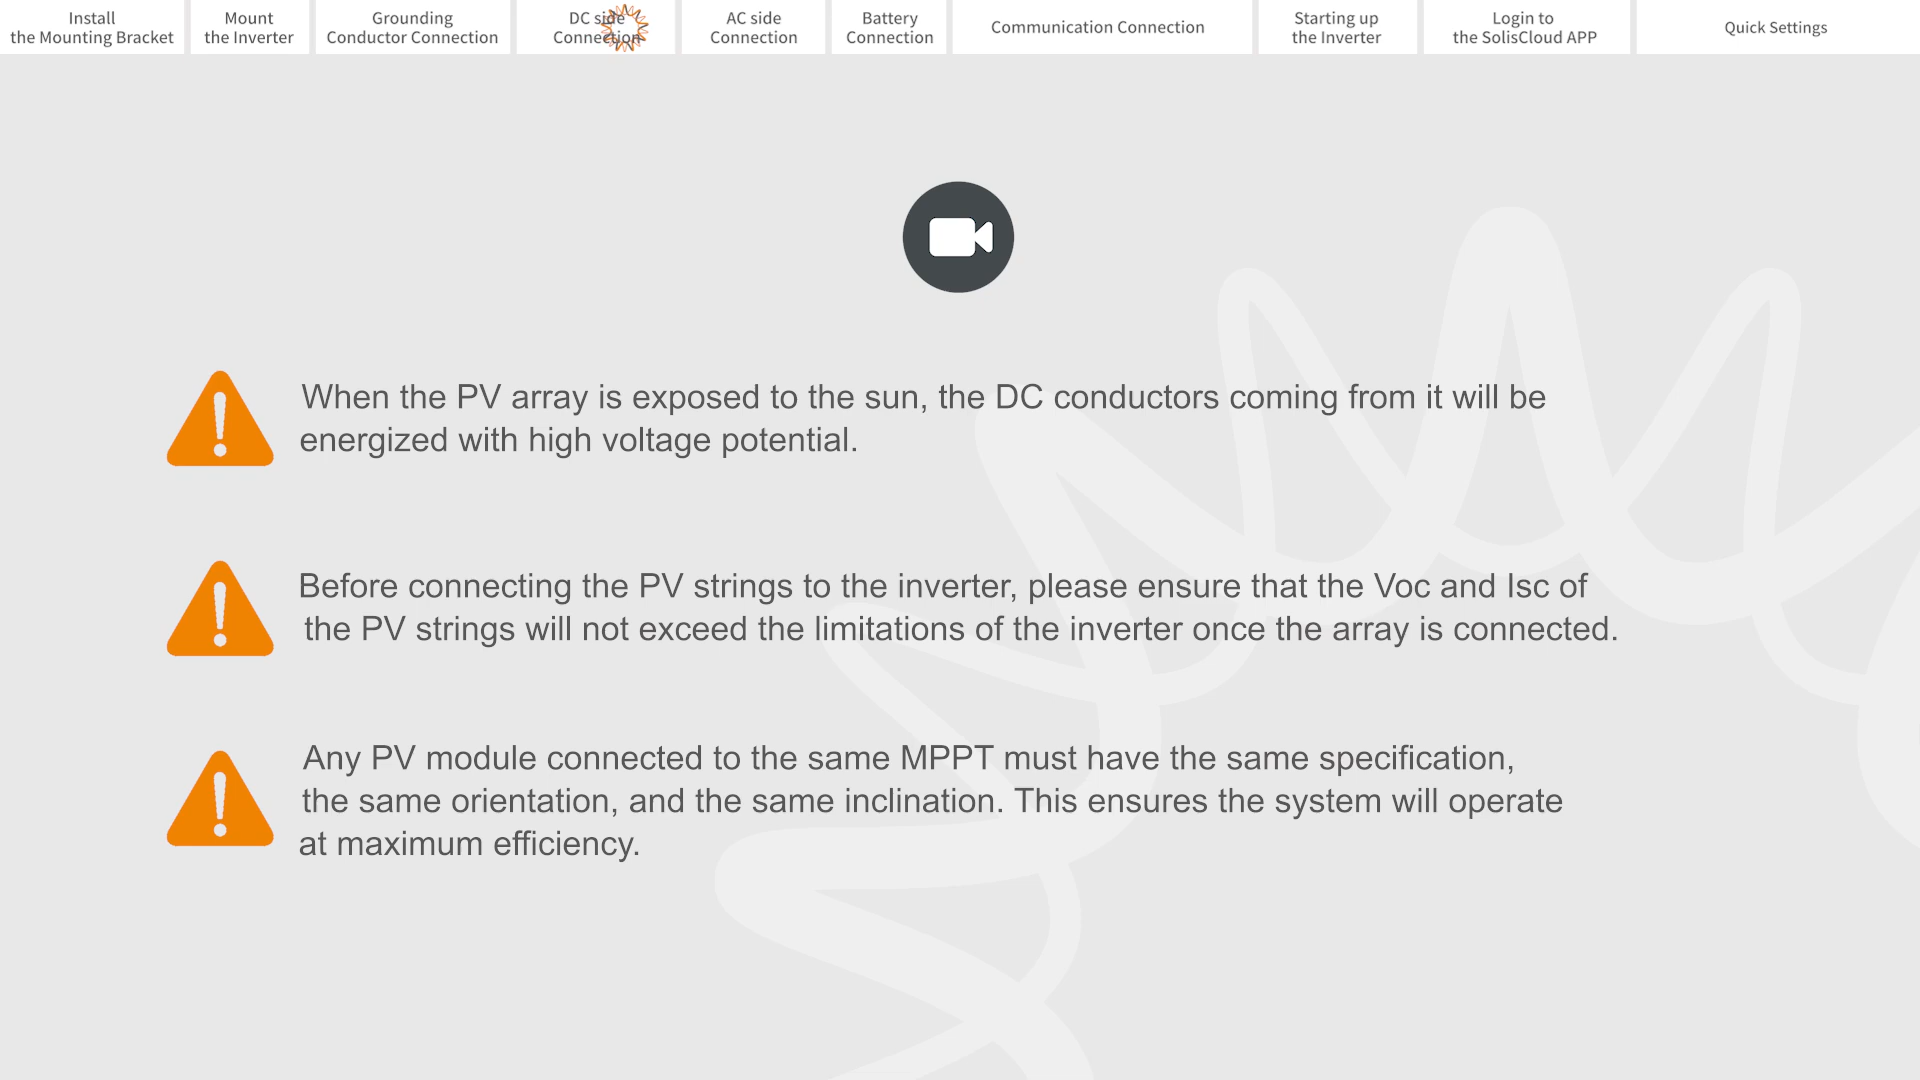 Install
the Mounting Bracket
Mount
the Inverter
Grounding
Conductor Connection
DC side
Connection
AC side
Connection
Battery
Connection
Communication Connection
Starting up
the Inverter
Login to
the SolisCloud APP
Quick Settings
When the PV array is exposed to the sun, the DC conductors coming from it will be
energized with high voltage potential.
Before connecting the PV strings to the inverter, please ensure that the Voc and Isc of
the PV strings will not exceed the limitations of the inverter once the array is connected.
Any PV module connected to the same MPPT must have the same specification,
the same orientation, and the same inclination. This ensures the system will operate
at maximum efficiency.